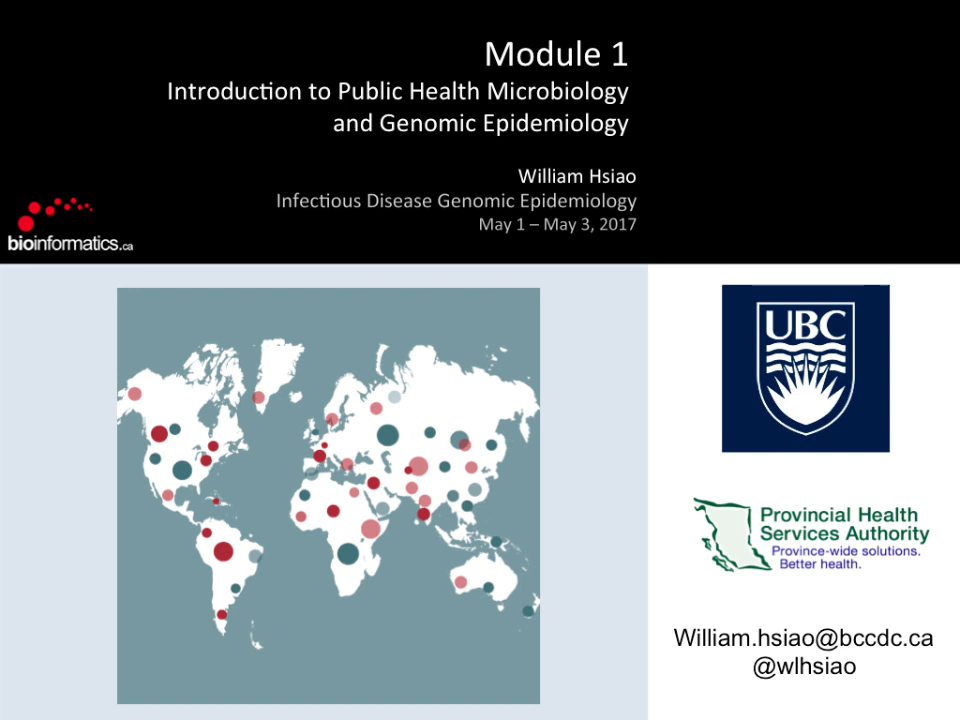 Module 1
Introduction to Public Health Microbiology
and Genomic Epidemiology
William Hsiao
Infectious Disease Genomic Epidemiology
May 1 – May 3, 2017
bioinformatics.ca
UBC
Provincial Health
Services Authority
Province-wide solutions.
Better health.
William.hsiao@bccdc.ca
@wlhsiao